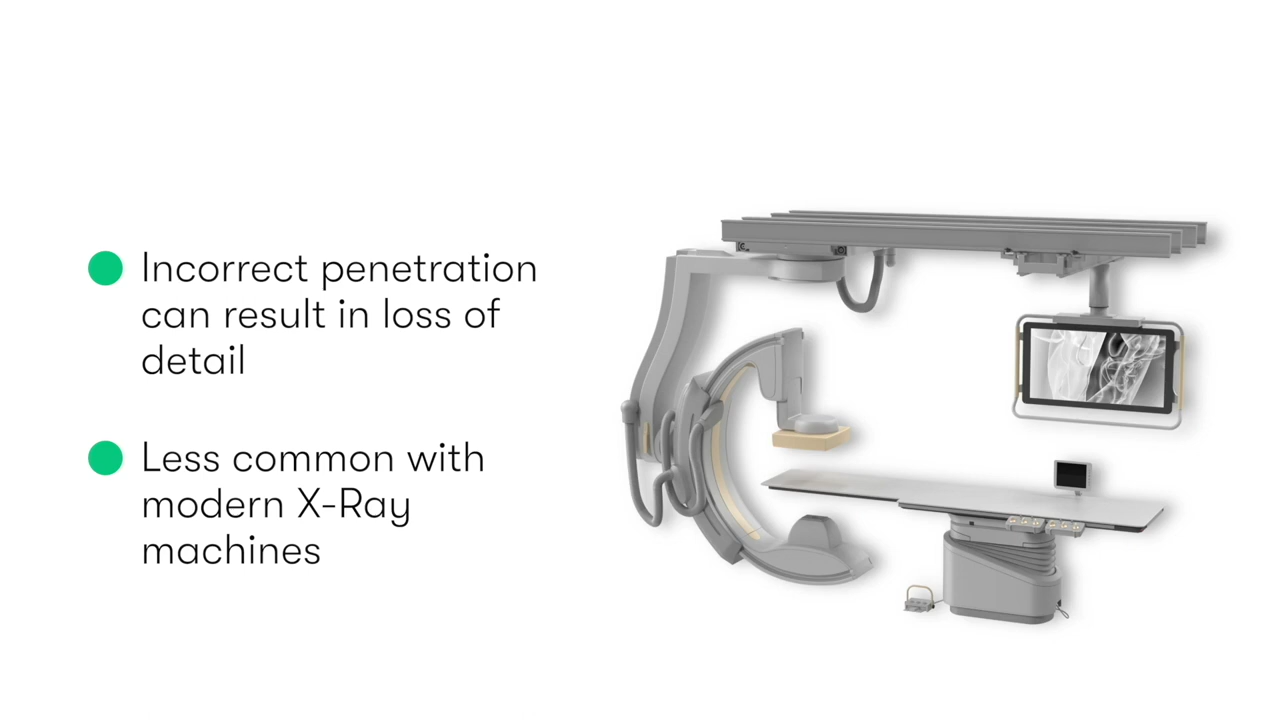 Incorrect penetration
can result in loss of
detail
Less common with
modern X-Ray
machines